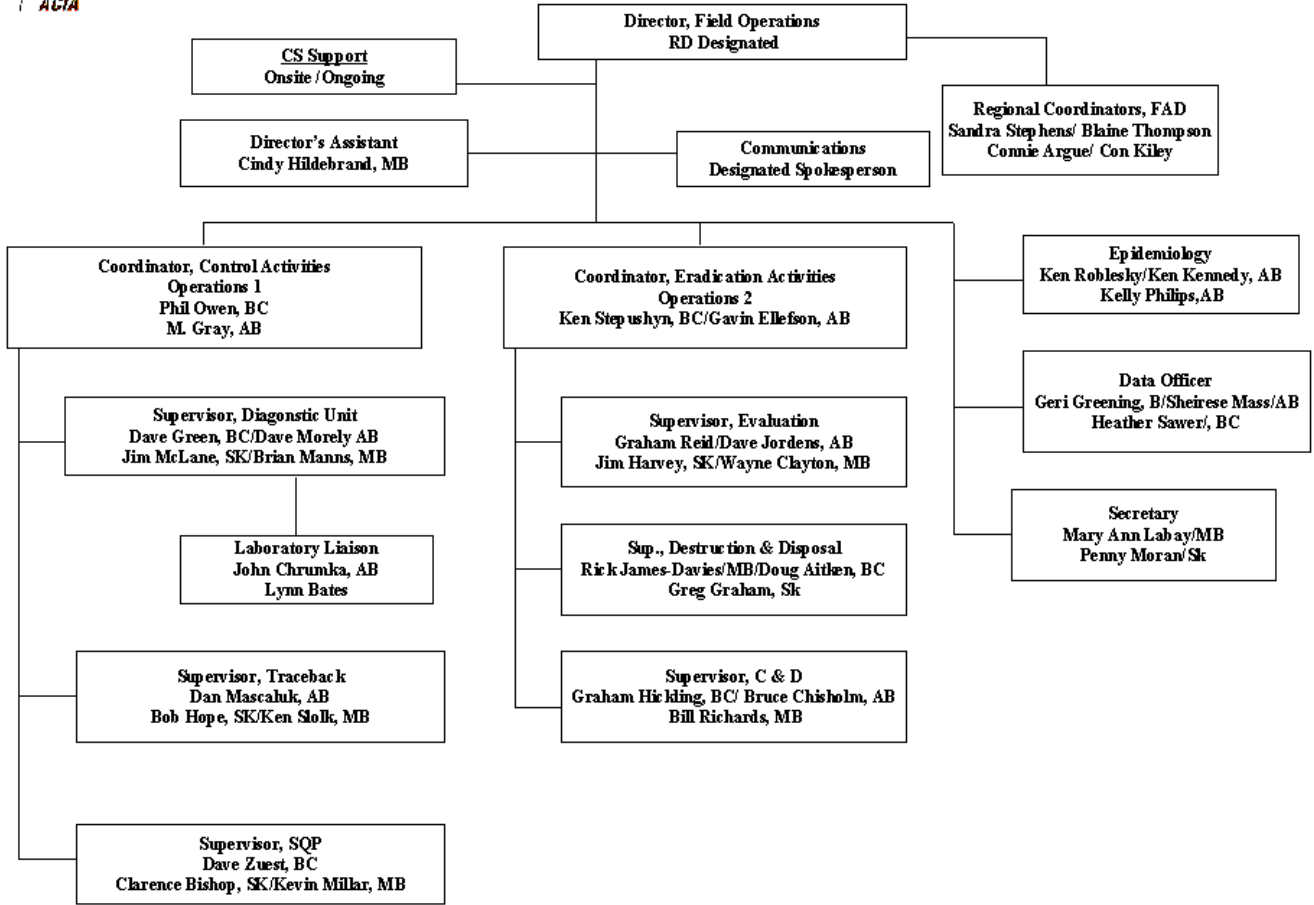 ACIA
Director, Field Operations
RD Designated
CS Support
Onsite / Ongoing
Regional Coordinators, FAD
Sandra Stephens/ Blaine Thompson
Connie Argue/ Con Kiley
Director's Assistant
Cindy Hildebrand, MB
Communications
Designated Spokesperson
Coordinator, Control Activities
Operations 1
Phil Owen, BC
M. Gray, AB
Coordinator, Eradication Activities
Operations 2
Ken Stepushyn, BC/Gavin Ellefson, AB
Epidemiology
Ken Roblesky/Ken Kennedy, AB
Kelly Philips,AB
Supervisor, Diagonstic Unit
Dave Green, BC/Dave Morely AB
Jim McLane, SK/Brian Manns, MB
Supervisor, Evaluation
Graham Reid/Dave Jordens, AB
Jim Harvey, SK/Wayne Clayton, MB
Data Officer
Geri Greening, B/Sheirese Mass/AB
Heather Sawer/, BC
Laboratory Liaison
John Chrumka, AB
Lynn Bates
Sup., Destruction & Disposal
Rick James-Davies/MB/Doug Aitken, BC
Greg Graham, Sk
Secretary
Mary Ann Labay/MB
Penny Moran/Sk
Supervisor, Traceback
Dan Mascaluk, AB
Bob Hope, SK/Ken Slolk, MB
Supervisor, C & D
Graham Hickling, BC/ Bruce Chisholm, AB
Bill Richards, MB
Supervisor, SQP
Dave Zuest, BC
Clarence Bishop, SK/Kevin Millar, MB